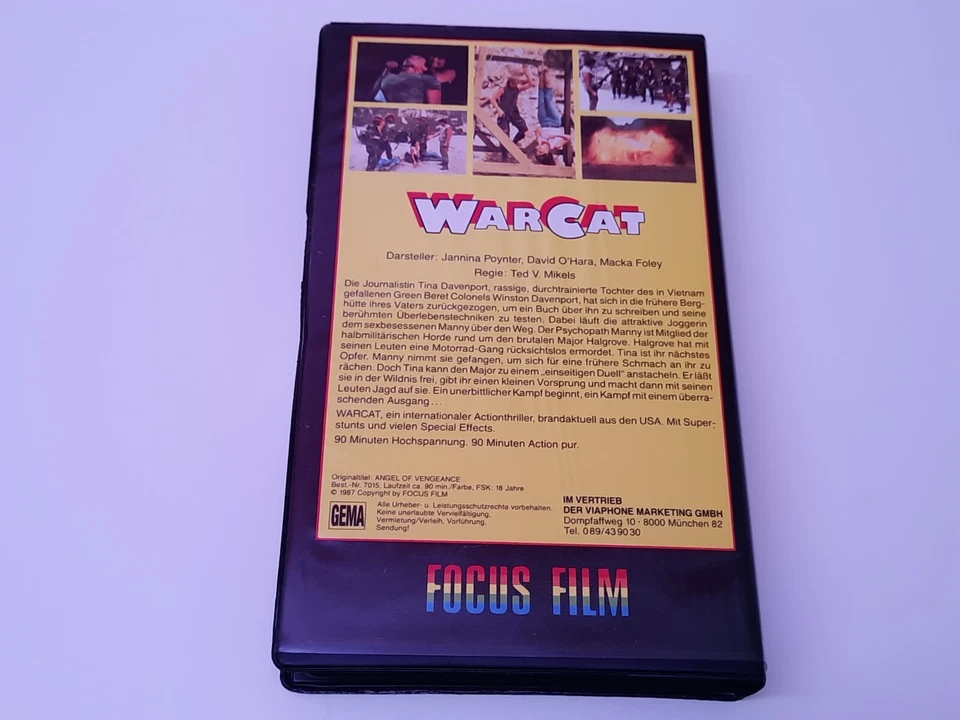 WARCAT
Darsteller: Jannina Poynter, David O'Hara, Macka Foley
Regie: Ted V. Mikels
Die Journalistin Tina Davenport, rassige, durchtrainierte Tochter des in Vietnam
gefallenen Green Beret Colonels Winston Davenport, hat sich in die frühere Berg-
hütte ihres Vaters zurückgezogen, um ein Buch über ihn zu schreiben und seine
berühmten Überlebenstechniken zu testen. Dabei läuft die attraktive Joggerin
dem sexbesessenen Manny über den Weg. Der Psychopath Manny ist Mitglied der
halbmilitärischen Horde rund um den brutalen Major Halgrove. Halgrove hat mit
seinen Leuten eine Motorrad-Gang rücksichtslos ermordet. Tina ist ihr nächstes
Opfer. Manny nimmt sie gefangen, um sich für eine frühere Schmach an ihr zu
rächen. Doch Tina kann den Major zu einem „einseitigen Duell" anstacheln. Er läßt
sie in der Wildnis frei, gibt ihr einen kleinen Vorsprung und macht dann mit seinen
Leuten Jagd auf sie. Ein unerbittlicher Kampf beginnt, ein Kampf mit einem überra-
schenden Ausgang...
WARCAT, ein internationaler Actionthriller, brandaktuell aus den USA. Mit Super-
stunts und vielen Special Effects.
90 Minuten Hochspannung. 90 Minuten Action pur.
Originaltitel: ANGEL OF VENGEANCE
Best.-Nr. 7015. Laufzeit ca. 90 min./Farbe, FSK: 18 Jahre
© 1987 Copyright by FOCUS FILM
GEMA
Alle Urheber- u. Leistungsschutzrechte vorbehalten.
Keine unerlaubte Vervielfältigung,
Vermietung/Verleih, Vorführung,
Sendung!
IM VERTRIEB
DER VIAPHONE MARKETING GMBH
Dompfaffweg 10 · 8000 München 82
Tel. 089/439030
FOCUS FILM